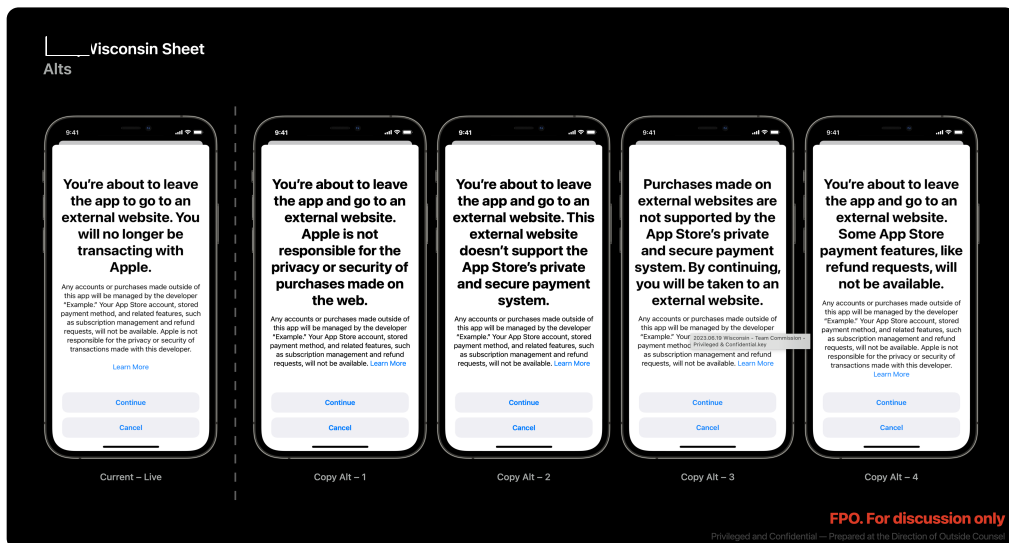 Wisconsin Sheet
Alts
9:41
You're about to leave
the app to go to an
external website. You
will no longer be
transacting with
Apple.
Any accounts or purchases made outside of
this app will be managed by the developer
“Example.” Your App Store account, stored
payment method, and related features, such
as subscription management and refund
requests, will not be available. Apple is not
responsible for the privacy or security of
transactions made with this developer.
Learn More
Continue
Cancel
Current – Live
9:41
You're about to leave
the app and go to an
external website.
Apple is not
responsible for the
privacy or security of
purchases made on
the web.
Any accounts or purchases made outside of
this app will be managed by the developer
“Example.” Your App Store account, stored
payment method, and related features, such
as subscription management and refund
requests, will not be available. Learn More
Continue
Cancel
Copy Alt – 1
9:41
You're about to leave
the app and go to an
external website. This
external website
doesn't support the
App Store's private
and secure payment
system.
Any accounts or purchases made outside of
this app will be managed by the developer
“Example.” Your App Store account, stored
payment method, and related features, such
as subscription management and refund
requests, will not be available. Learn More
Continue
Cancel
Copy Alt – 2
9:41
Purchases made on
external websites are
not supported by the
App Store's private
and secure payment
system. By continuing,
you will be taken to an
external website.
Any accounts or purchases made outside of
this app will be managed by the developer
“Example.” Your
payment method
as subscription management and refund
requests, will not be available. Learn More
2023.06.19 Wisconsin - Team Commission -
Privileged & Confidential.key
Continue
Cancel
Copy Alt – 3
9:41
You're about to leave
the app and go to an
external website.
Some App Store
payment features, like
refund requests, will
not be available.
Any accounts or purchases made outside of
this app will be managed by the developer
“Example.” Your App Store account, stored
payment method, and related features, such
as subscription management and refund
requests, will not be available. Apple is not
responsible for the privacy or security of
transactions made with this developer.
Learn More
Continue
Cancel
Copy Alt – 4
FPO. For discussion only
Privileged and Confidential — Prepared at the Direction of Outside Counsel